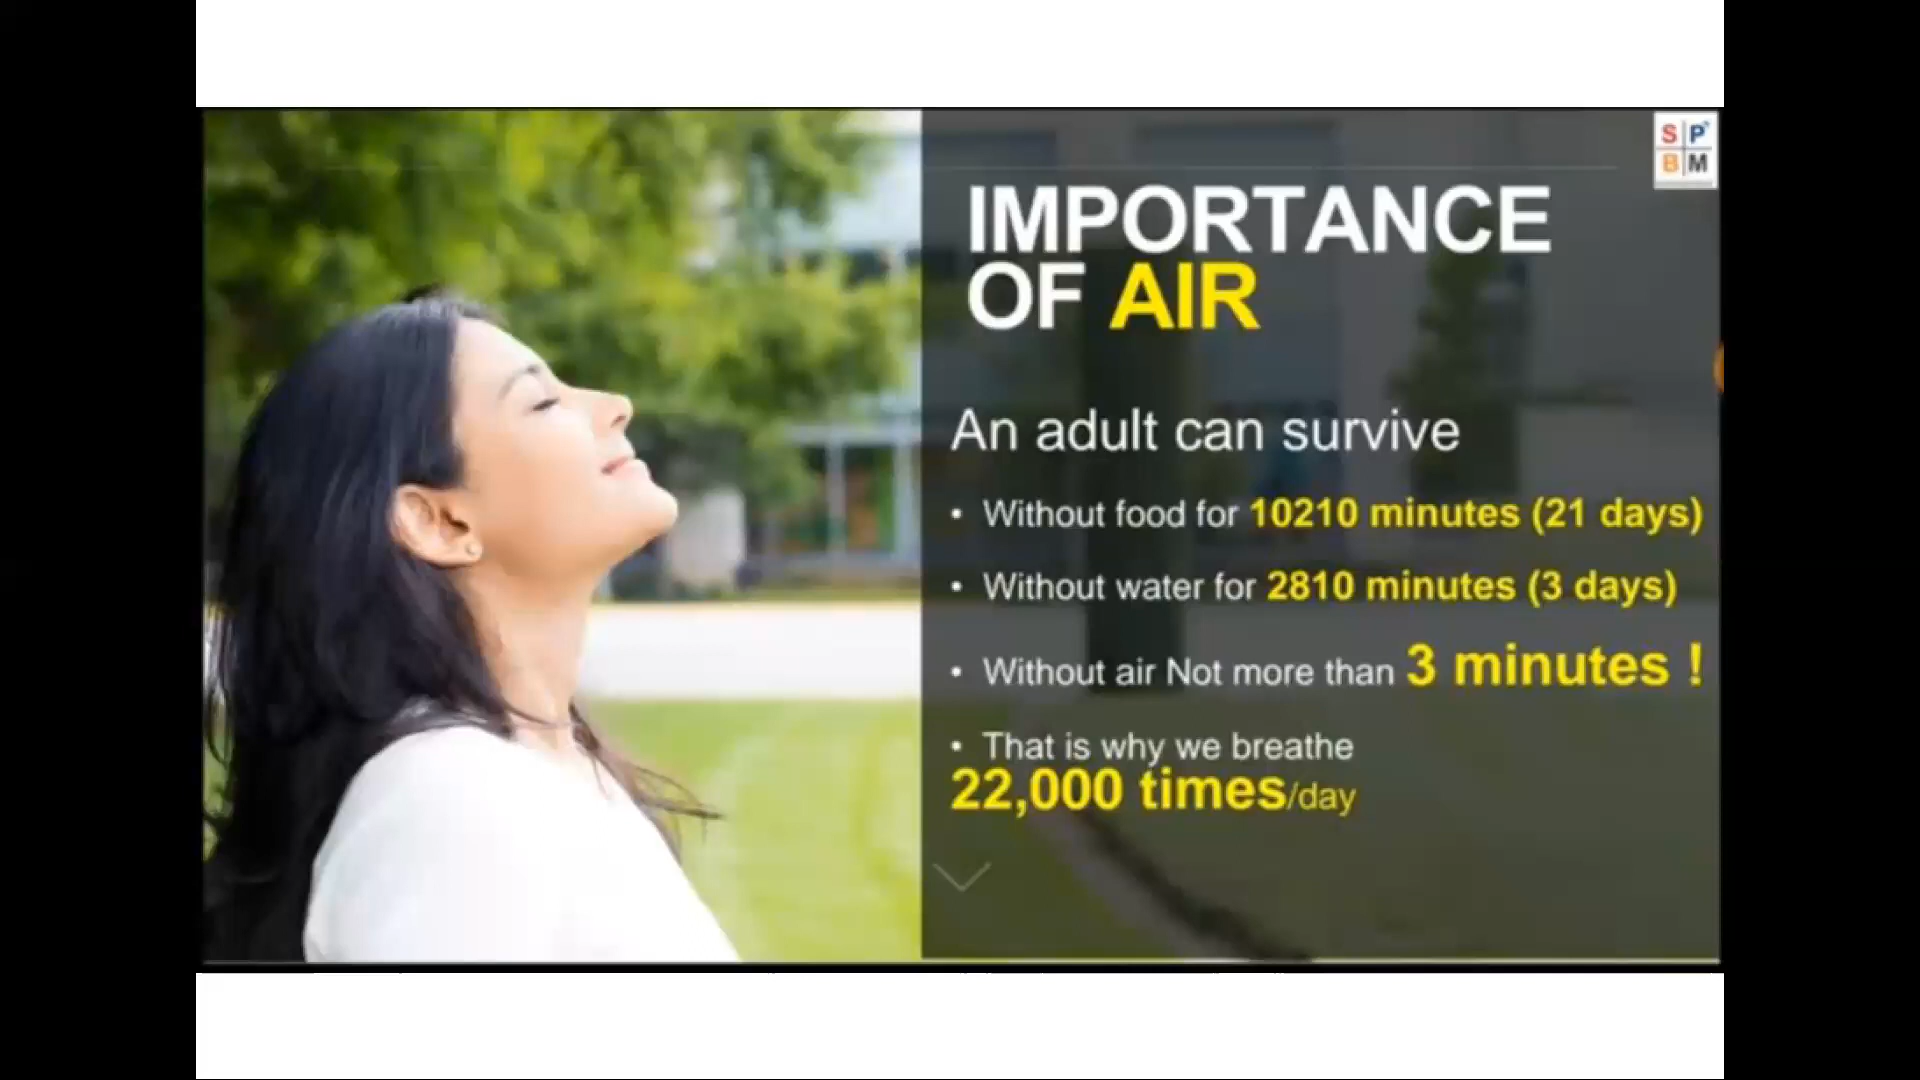 S P
B M
IMPORTANCE
OF AIR
An adult can survive
• Without food for 10210 minutes (21 days)
• Without water for 2810 minutes (3 days)
• Without air Not more than 3 minutes !
• That is why we breathe
22,000 times/day